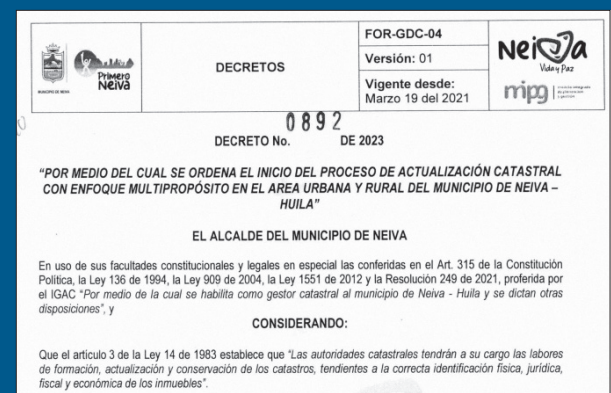 MUNICIPIO DE NEIVA
Primero
Neiva
DECRETOS
FOR-GDC-04
Versión: 01
Vigente desde:
Marzo 19 del 2021
Neiva
Vida y Paz
mipg
0892
DECRETO No. DE 2023
"POR MEDIO DEL CUAL SE ORDENA EL INICIO DEL PROCESO DE ACTUALIZACIÓN CATASTRAL
CON ENFOQUE MULTIPROPÓSITO EN EL AREA URBANA Y RURAL DEL MUNICIPIO DE NEIVA –
HUILA"
EL ALCALDE DEL MUNICIPIO DE NEIVA
En uso de sus facultades constitucionales y legales en especial las conferidas en el Art. 315 de la Constitución
Política, la Ley 136 de 1994, la Ley 909 de 2004, la Ley 1551 de 2012 y la Resolución 249 de 2021, proferida por
el IGAC "Por medio de la cual se habilita como gestor catastral al municipio de Neiva - Huila y se dictan otras
disposiciones", y
CONSIDERANDO:
Que el artículo 3 de la Ley 14 de 1983 establece que "Las autoridades catastrales tendrán a su cargo las labores
de formación, actualización y conservación de los catastros, tendientes a la correcta identificación física, jurídica,
fiscal y económica de los inmuebles".